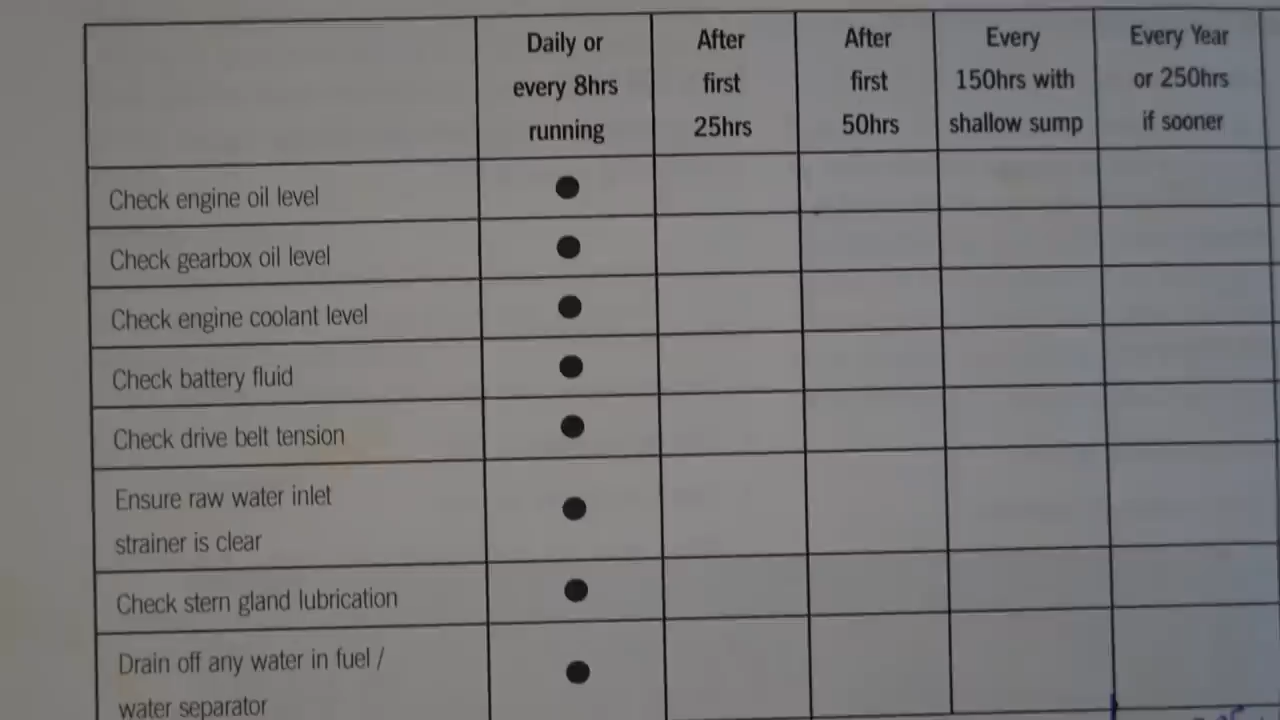 Daily or
every 8hrs
running
After
first
25hrs
After
first
50hrs
Every
150hrs with
shallow sump
Every Year
or 250hrs
if sooner
Check engine oil level
Check gearbox oil level
Check engine coolant level
Check battery fluid
Check drive belt tension
Ensure raw water inlet
strainer is clear
Check stern gland lubrication
Drain off any water in fuel /
water separator